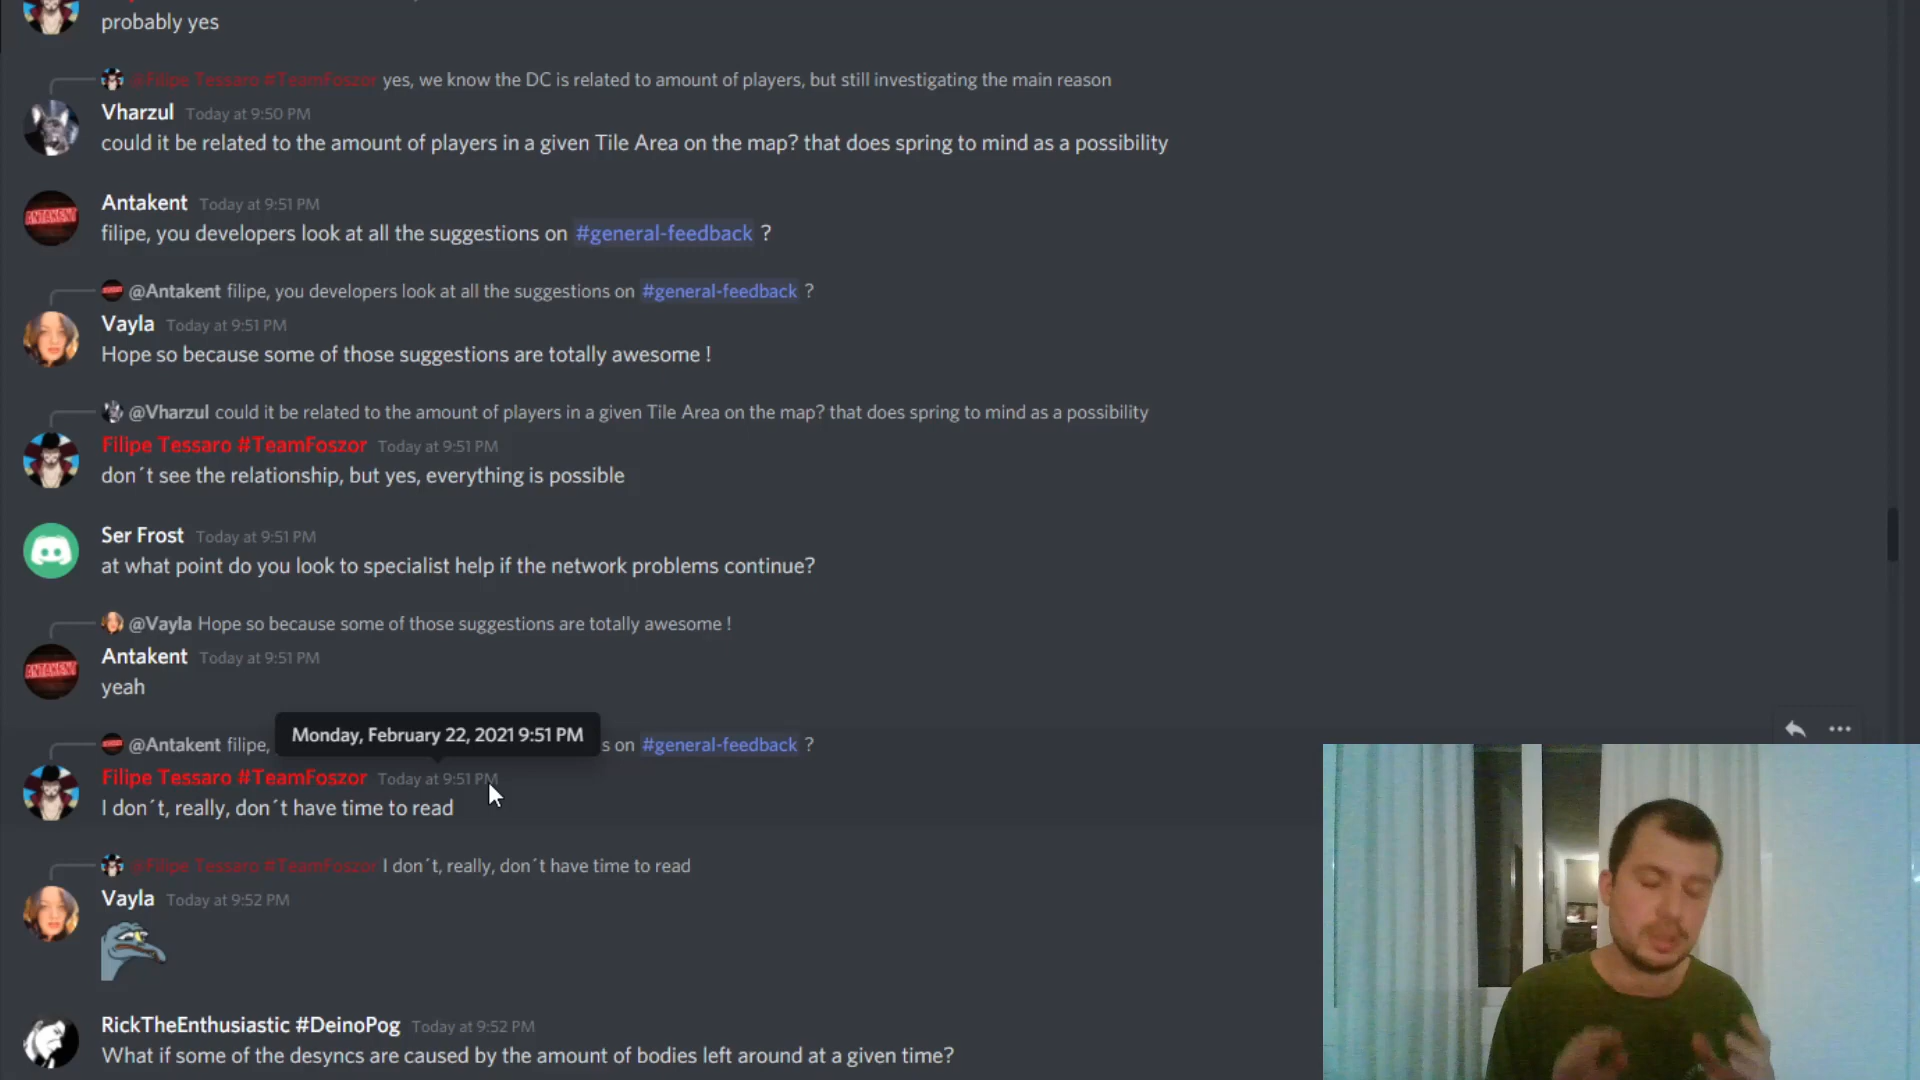 probably yes
@Filipe Tessaro #TeamFoszor yes, we know the DC is related to amount of players, but still investigating the main reason
Vharzul Today at 9:50 PM
could it be related to the amount of players in a given Tile Area on the map? that does spring to mind as a possibility
Antakent Today at 9:51 PM
ANTAKENT
filipe, you developers look at all the suggestions on #general-feedback ?
@Antakent filipe, you developers look at all the suggestions on #general-feedback ?
Vayla Today at 9:51 PM
Hope so because some of those suggestions are totally awesome !
@Vharzul could it be related to the amount of players in a given Tile Area on the map? that does spring to mind as a possibility
Filipe Tessaro #TeamFoszor Today at 9:51 PM
don´t see the relationship, but yes, everything is possible
Ser Frost Today at 9:51 PM
at what point do you look to specialist help if the network problems continue?
@Vayla Hope so because some of those suggestions are totally awesome !
Antakent Today at 9:51 PM
ANTAKENT
yeah
Monday, February 22, 2021 9:51 PM
@Antakent filipe, s on #general-feedback ?
Filipe Tessaro #TeamFoszor Today at 9:51 PM
I don´t, really, don´t have time to read
@Filipe Tessaro #TeamFoszor I don´t, really, don´t have time to read
Vayla Today at 9:52 PM
RickTheEnthusiastic #DeinoPog Today at 9:52 PM
What if some of the desyncs are caused by the amount of bodies left around at a given time?